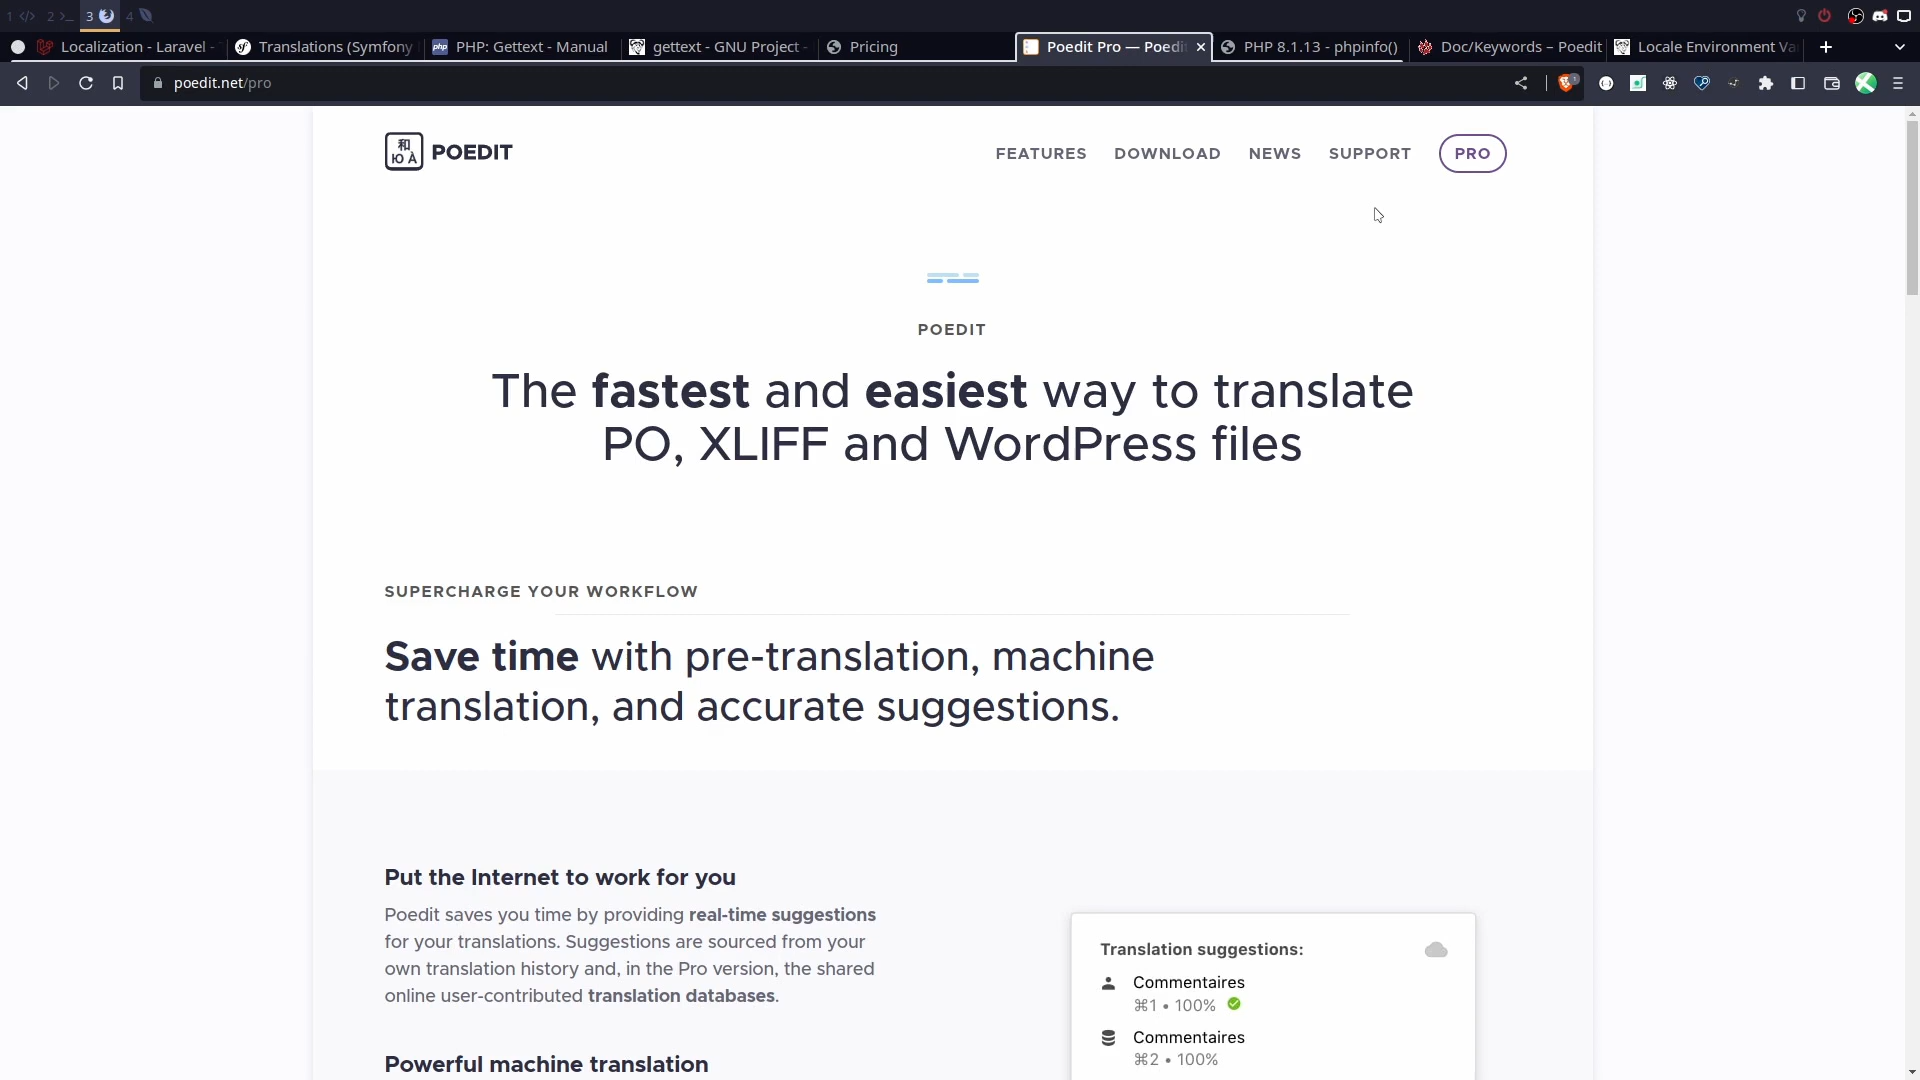 1 </> 2 >_ 3 4
Localization - Laravel - Translations (Symfony PHP: Gettext - Manual gettext - GNU Project - Pricing Poedit Pro — Poedit PHP 8.1.13 - phpinfo() Doc/Keywords – Poedit Locale Environment Va
poedit.net/pro
和
Ю À
POEDIT
FEATURES DOWNLOAD NEWS SUPPORT PRO
POEDIT
The fastest and easiest way to translate
PO, XLIFF and WordPress files
SUPERCHARGE YOUR WORKFLOW
Save time with pre-translation, machine
translation, and accurate suggestions.
Put the Internet to work for you
Poedit saves you time by providing real-time suggestions
for your translations. Suggestions are sourced from your
own translation history and, in the Pro version, the shared
online user-contributed translation databases.
Translation suggestions:
Commentaires
⌘1 • 100%
Commentaires
⌘2 • 100%
Powerful machine translation